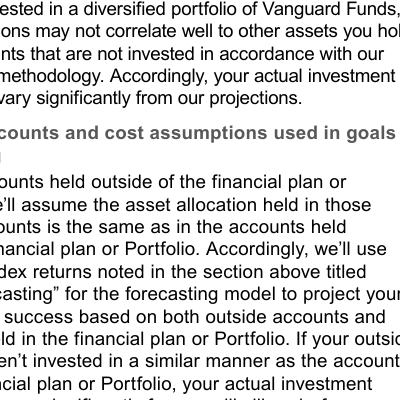 ested in a diversified portfolio of Vanguard Funds,
ons may not correlate well to other assets you hol
nts that are not invested in accordance with our
methodology. Accordingly, your actual investment
vary significantly from our projections.
counts and cost assumptions used in goals
ounts held outside of the financial plan or
e'll assume the asset allocation held in those
ounts is the same as in the accounts held
nancial plan or Portfolio. Accordingly, we'll use
dex returns noted in the section above titled
casting” for the forecasting model to project your
success based on both outside accounts and
ld in the financial plan or Portfolio. If your outsid
en't invested in a similar manner as the account
ncial plan or Portfolio, your actual investment